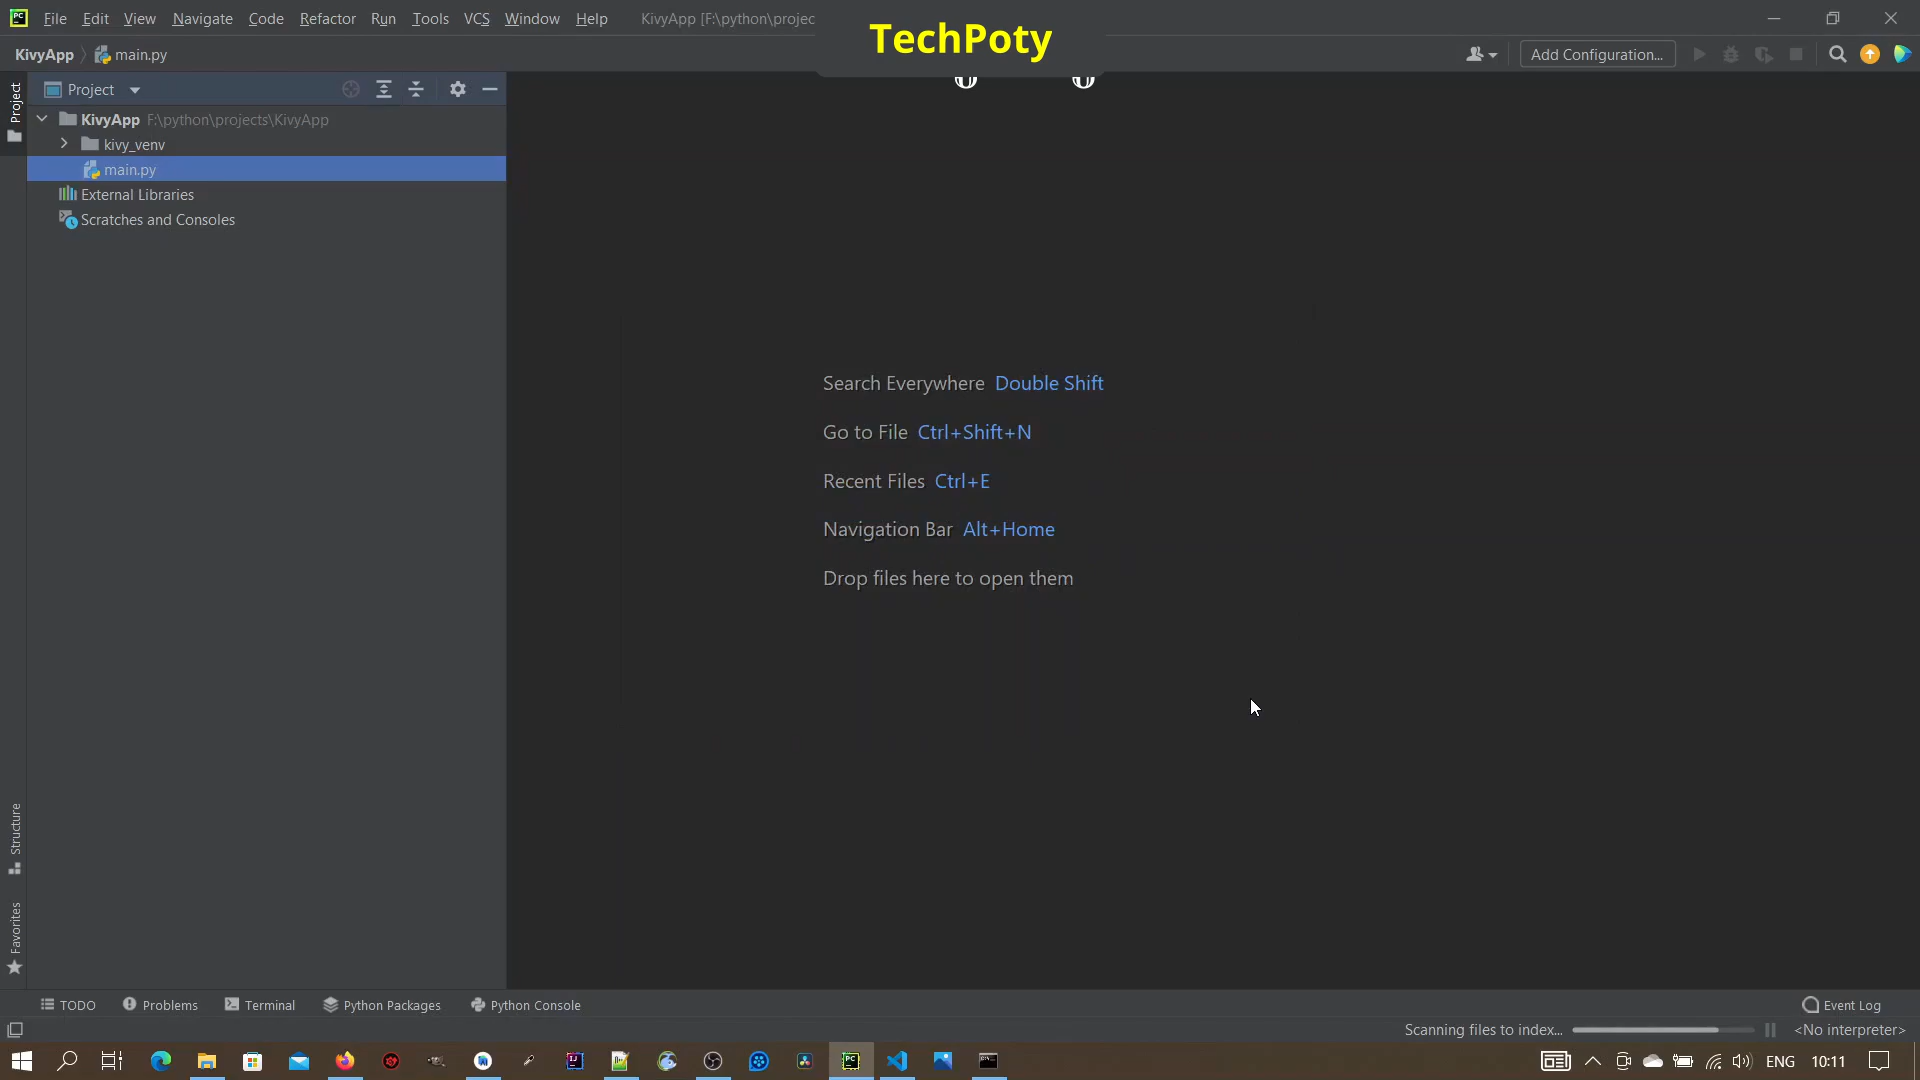 File Edit View Navigate Code Refactor Run Tools VCS Window Help KivyApp [F:\python\projec
TechPoty
KivyApp main.py
Add Configuration...
Project
Project
KivyApp F:\python\projects\KivyApp
kivy_venv
main.py
External Libraries
Scratches and Consoles
Search Everywhere Double Shift
Go to File Ctrl+Shift+N
Recent Files Ctrl+E
Navigation Bar Alt+Home
Drop files here to open them
Structure
Favorites
TODO Problems Terminal Python Packages Python Console Event Log
Scanning files to index... <No interpreter>
ENG 10:11